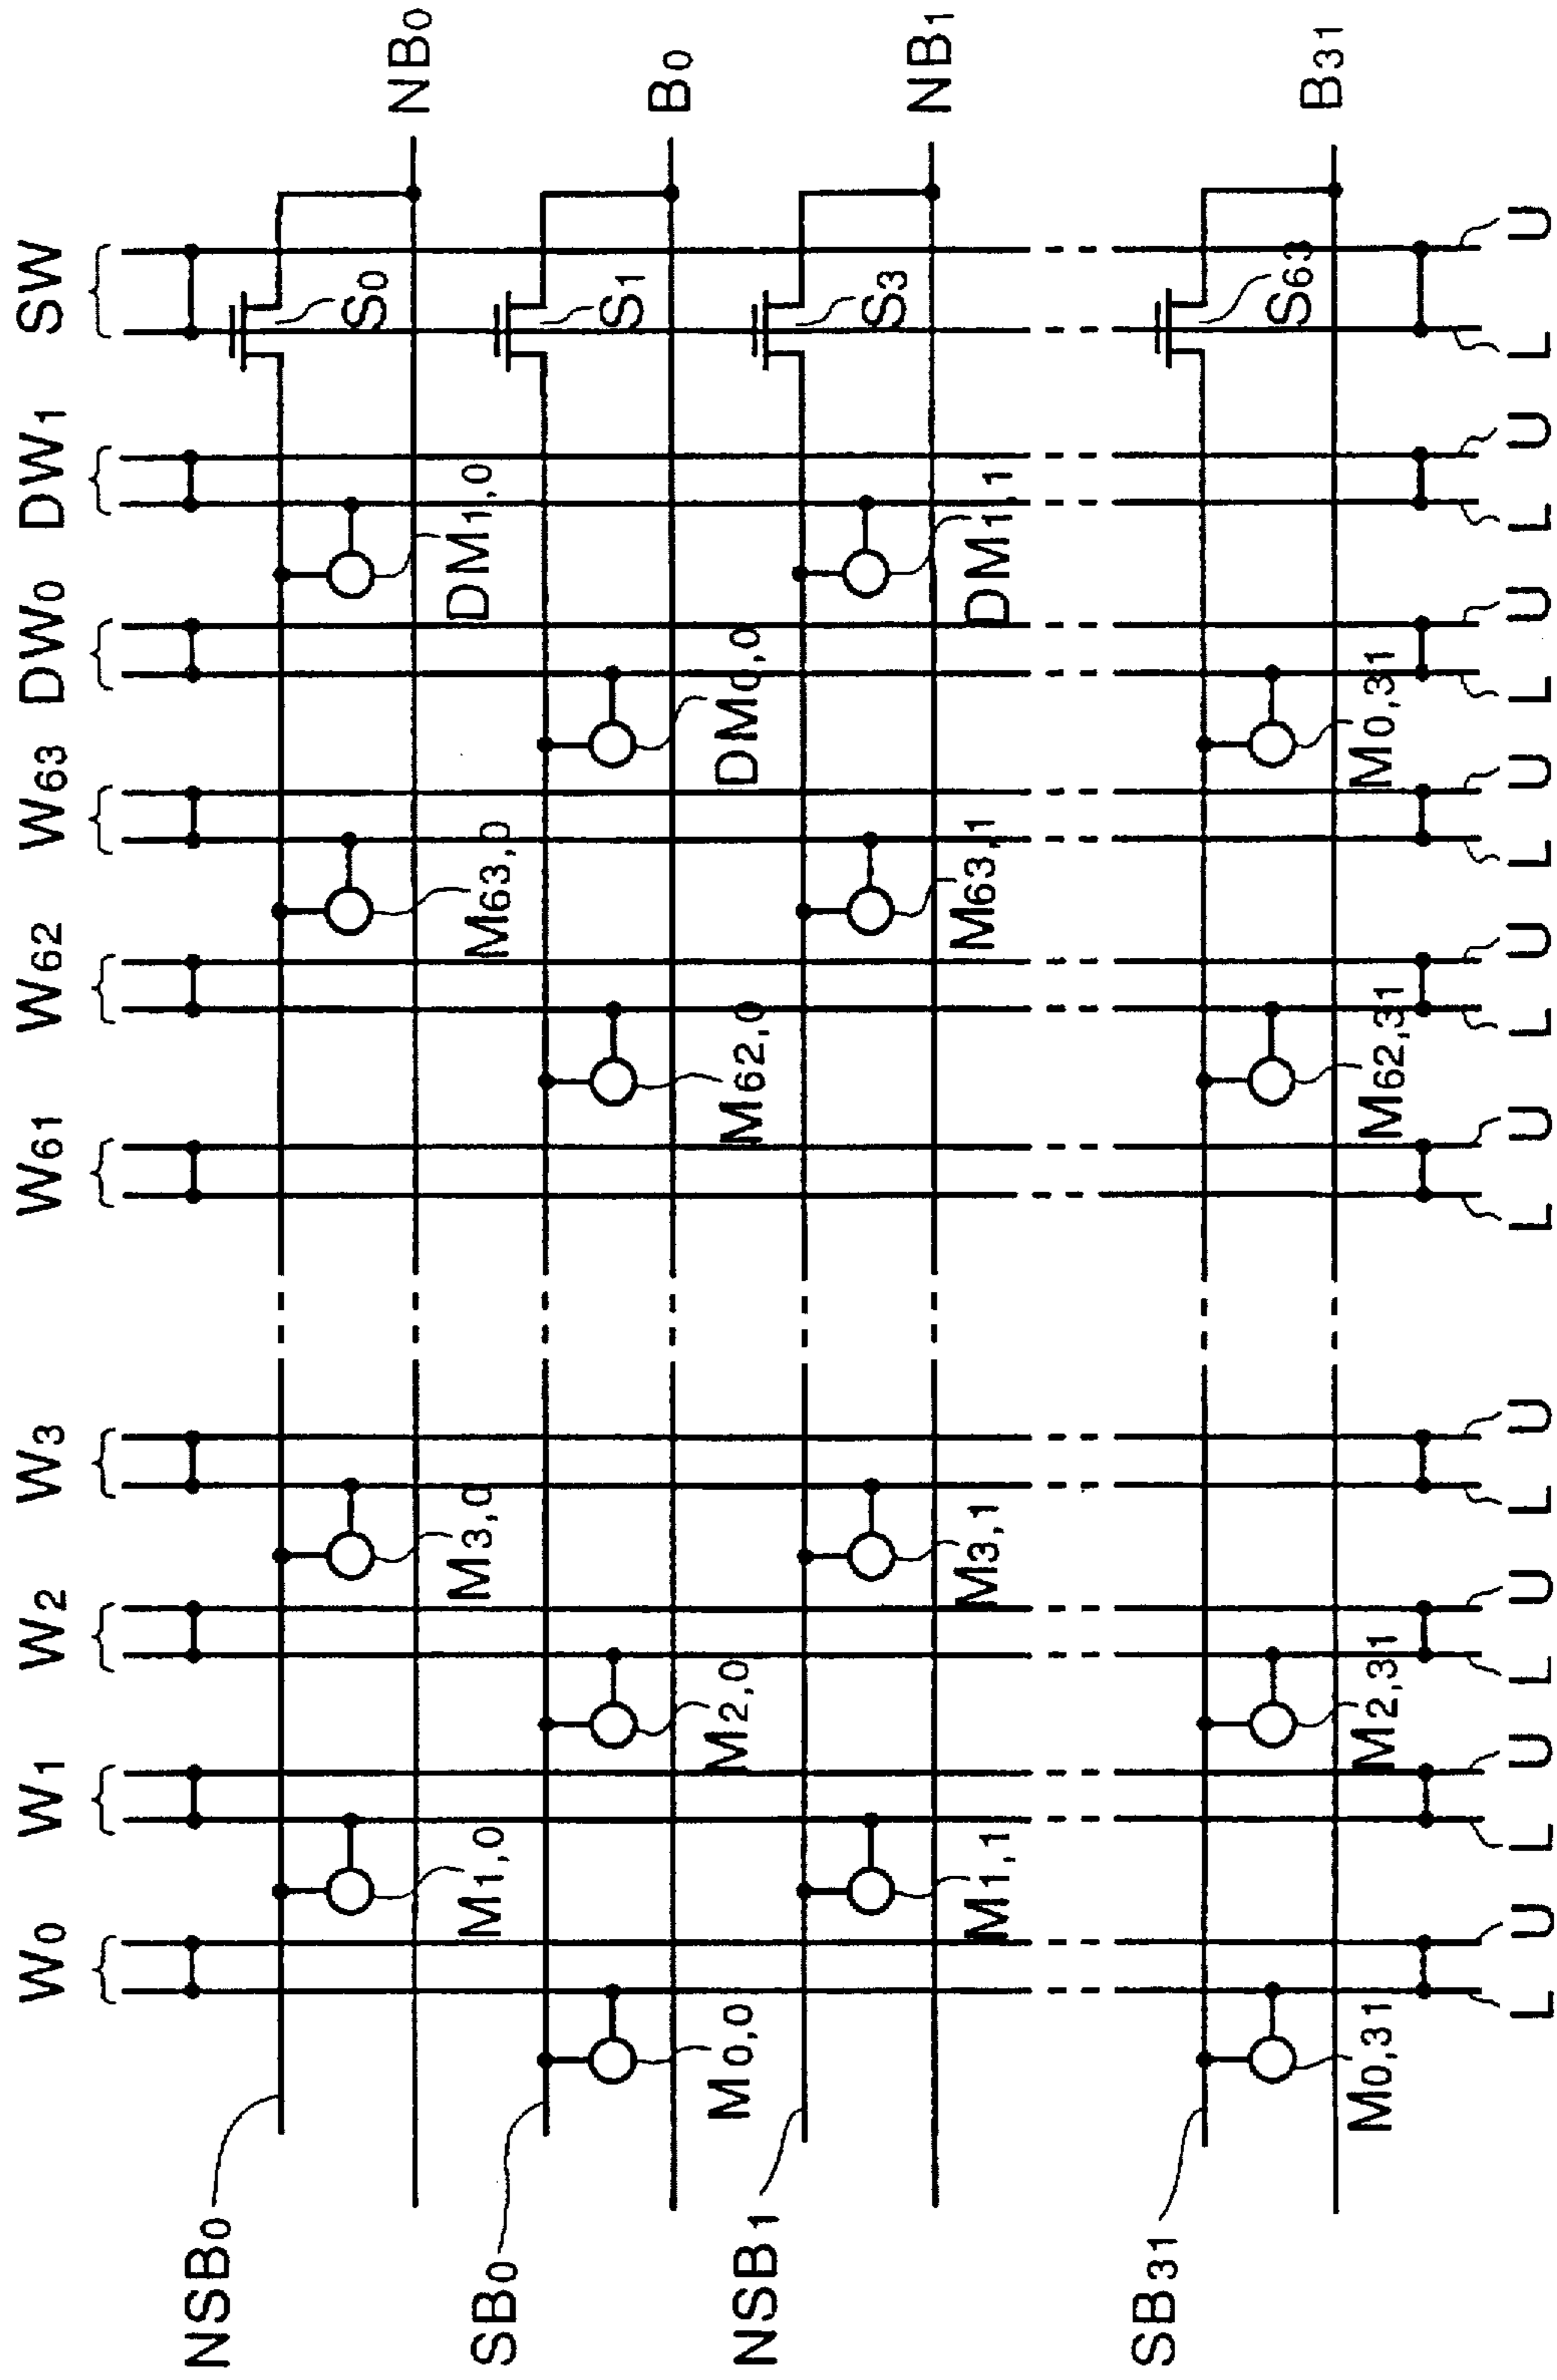 W0 W1 W2 W3 W61 W62 W63 DW0 DW1 SW
NSB0
NB0
S0
M1,0
M3,0
M63,0
DM1,0
SB0
B0
S1
M0,0
M2,0
M62,0
DM0,0
NSB1
NB1
S3
M1,1
M3,1
M63,1
DM1,1
SB31
B31
S63
M0,31
M2,31
M62,31
M0,31
L U L U L U L U L U L U L U L U L U L U